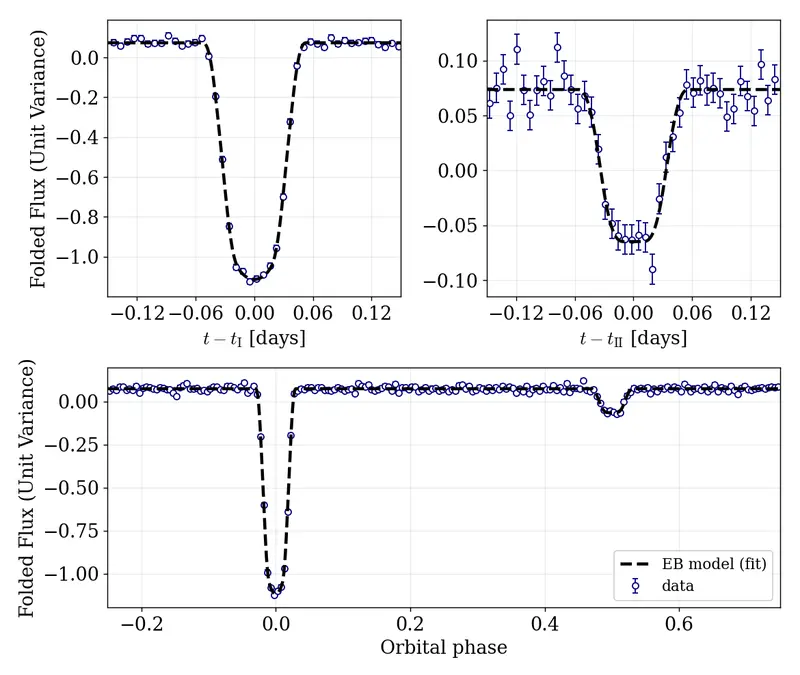 Folded Flux (Unit Variance)
0.0
−0.2
−0.4
−0.6
−0.8
−1.0
−0.12 −0.06 0.00 0.06 0.12
t − tI [days]
0.10
0.05
0.00
−0.05
−0.10
−0.12 −0.06 0.00 0.06 0.12
t − tII [days]
Folded Flux (Unit Variance)
0.00
−0.25
−0.50
−0.75
−1.00
−0.2 0.0 0.2 0.4 0.6
Orbital phase
EB model (fit)
data